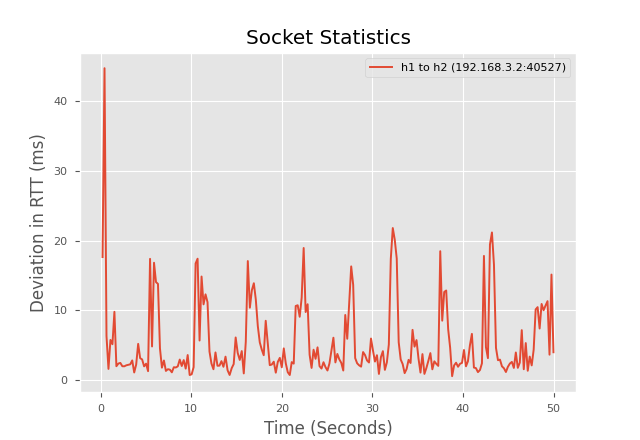 Socket Statistics
h1 to h2 (192.168.3.2:40527)
Deviation in RTT (ms)
40
30
20
10
0
0 10 20 30 40 50
Time (Seconds)